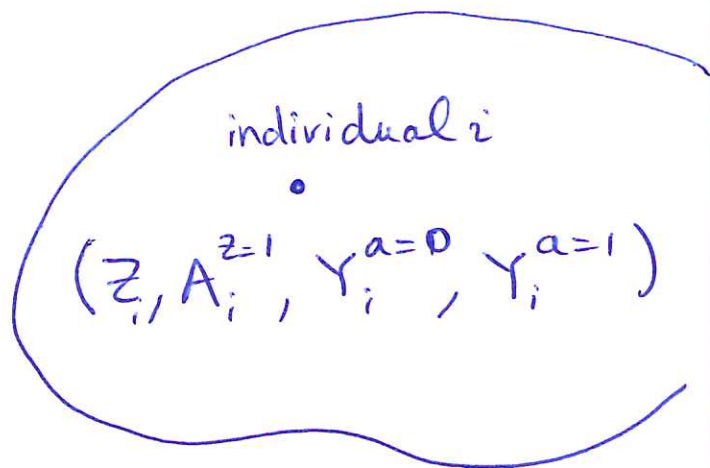 individual i
(Z_i, A_i^{z=1}, Y_i^{a=0}, Y_i^{a=1})